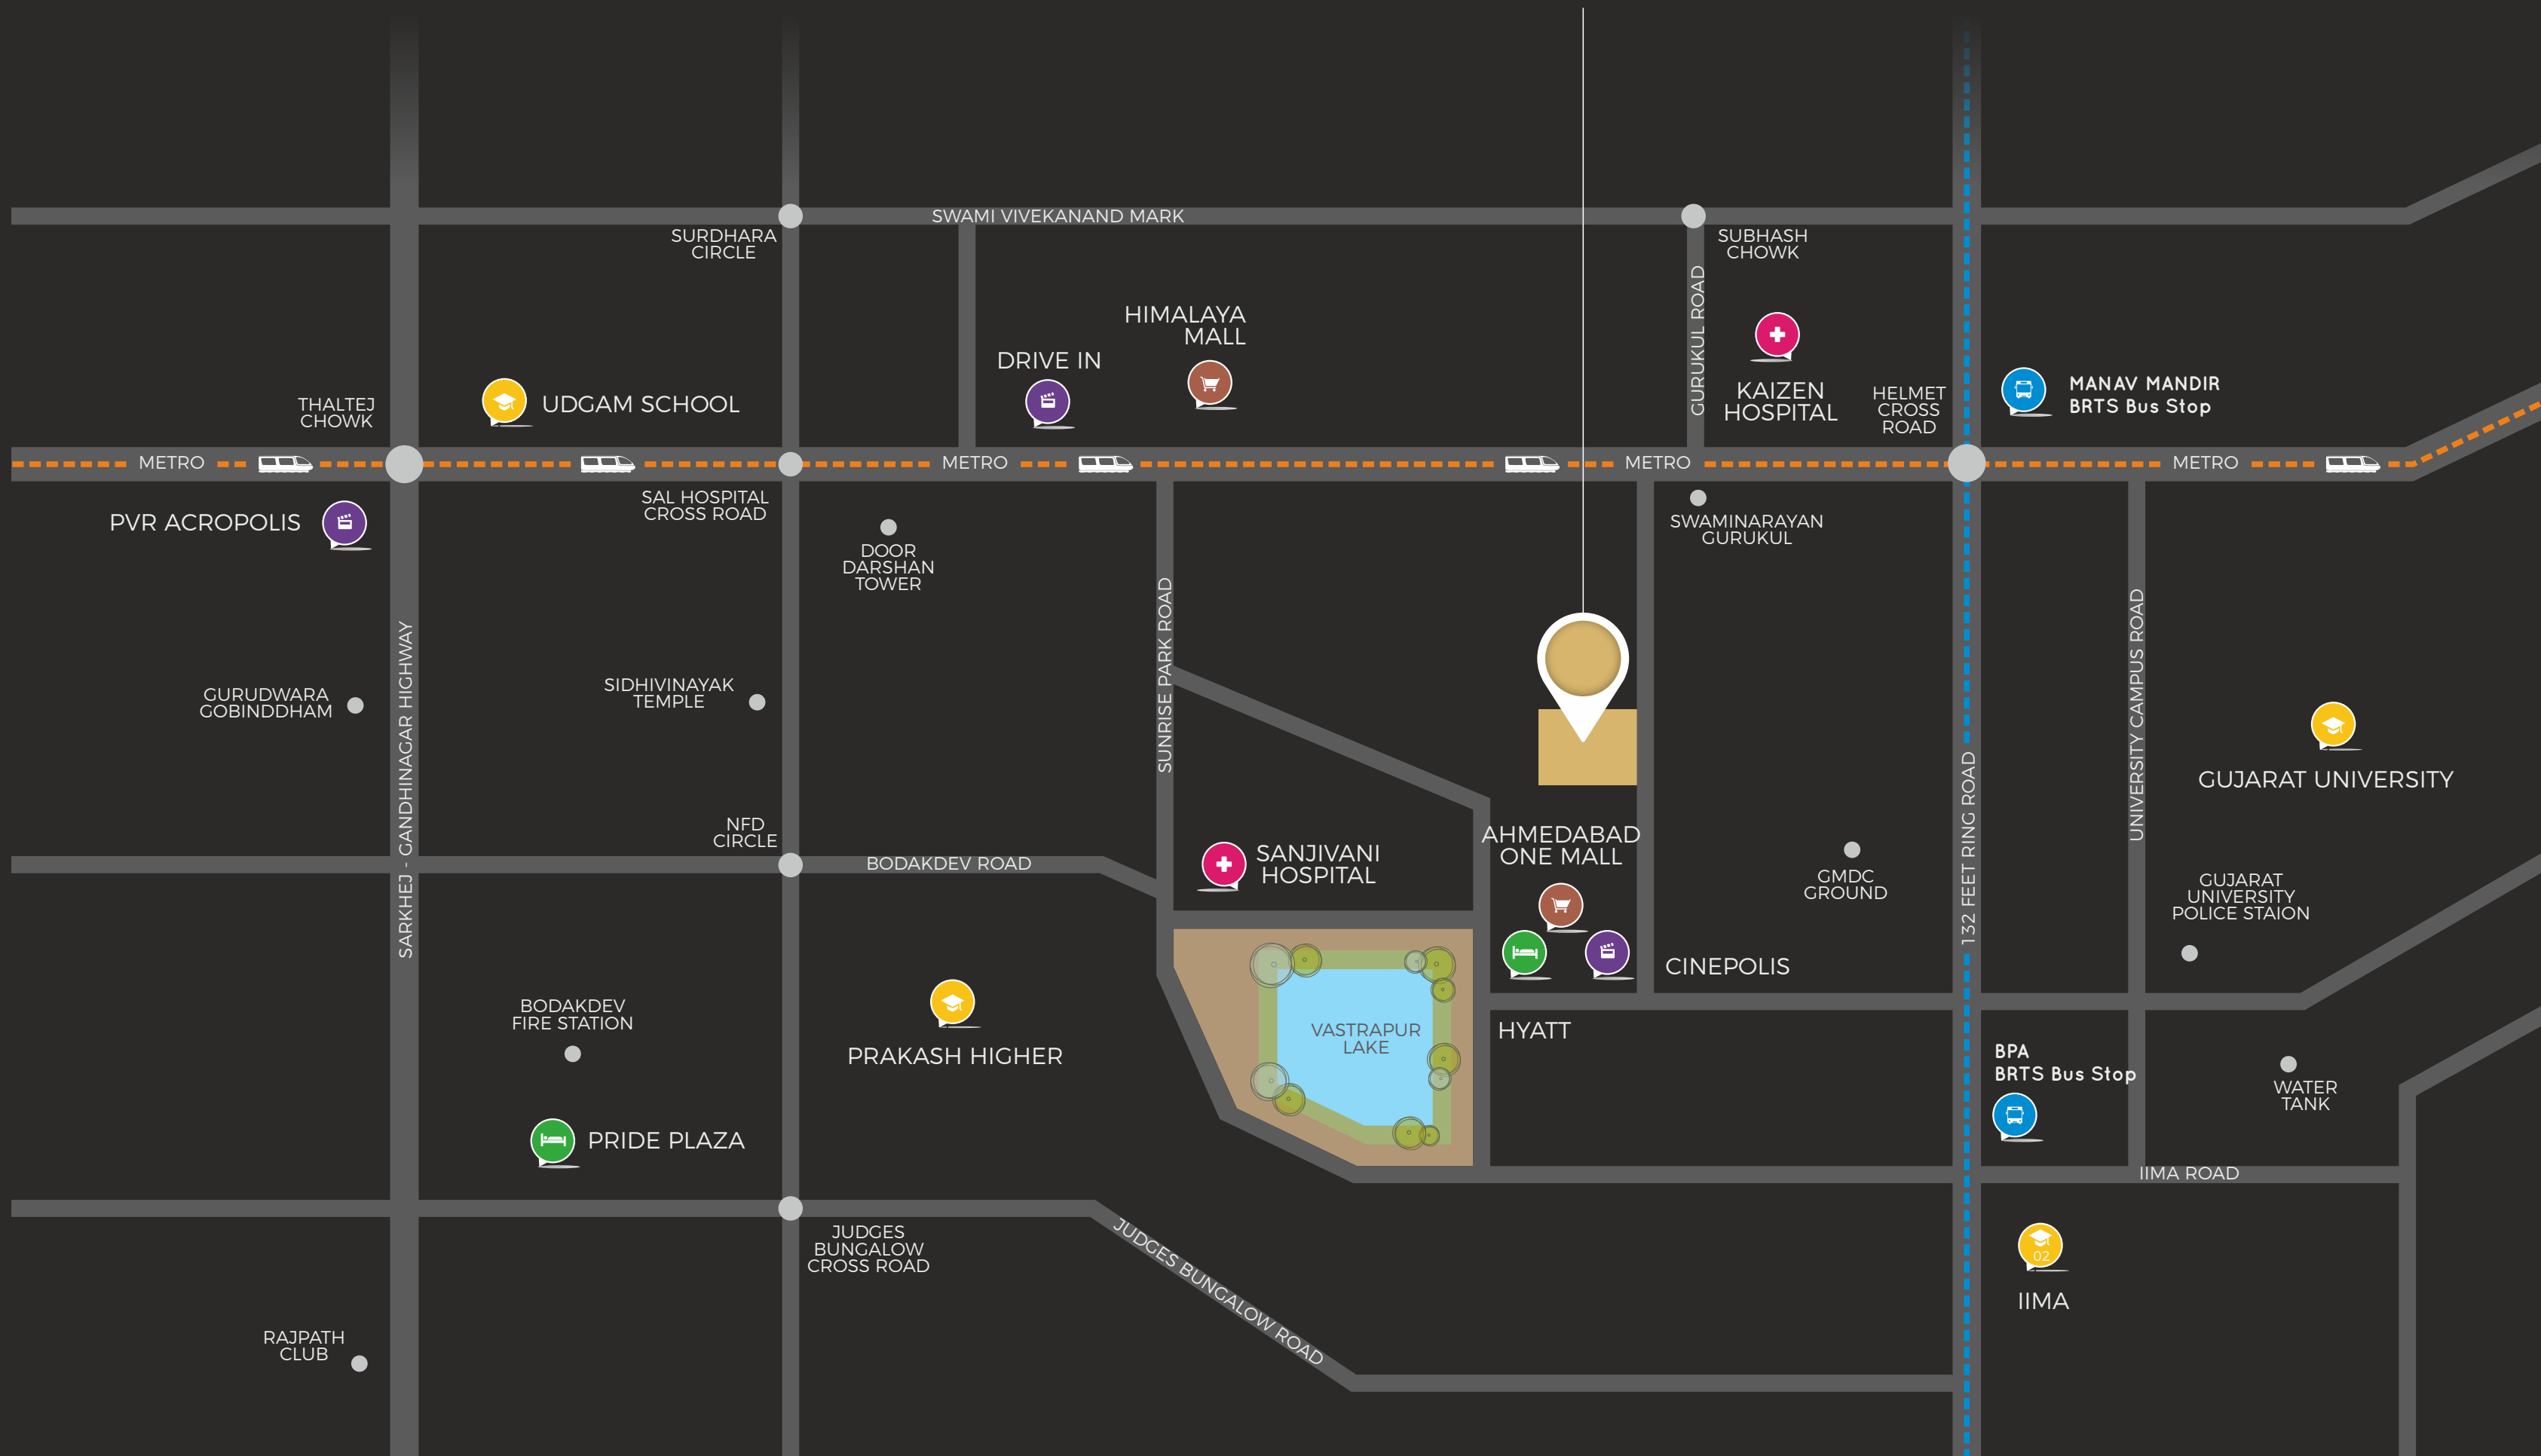 SWAMI VIVEKANAND MARK
SURDHARA
CIRCLE
SUBHASH
CHOWK
GURUKUL ROAD
HIMALAYA
MALL
DRIVE IN
KAIZEN
HOSPITAL
HELMET
CROSS
ROAD
MANAV MANDIR
BRTS Bus Stop
THALTEJ
CHOWK
UDGAM SCHOOL
METRO
METRO
METRO
METRO
PVR ACROPOLIS
SAL HOSPITAL
CROSS ROAD
DOOR
DARSHAN
TOWER
SWAMINARAYAN
GURUKUL
SARKHEJ - GANDHINAGAR HIGHWAY
SUNRISE PARK ROAD
UNIVERSITY CAMPUS ROAD
132 FEET RING ROAD
GURUDWARA
GOBINDDHAM
SIDHIVINAYAK
TEMPLE
GUJARAT UNIVERSITY
NFD
CIRCLE
BODAKDEV ROAD
SANJIVANI
HOSPITAL
AHMEDABAD
ONE MALL
GMDC
GROUND
GUJARAT
UNIVERSITY
POLICE STAION
CINEPOLIS
BODAKDEV
FIRE STATION
PRAKASH HIGHER
VASTRAPUR
LAKE
HYATT
BPA
BRTS Bus Stop
WATER
TANK
PRIDE PLAZA
IIMA ROAD
JUDGES
BUNGALOW
CROSS ROAD
JUDGES BUNGALOW ROAD
02
IIMA
RAJPATH
CLUB